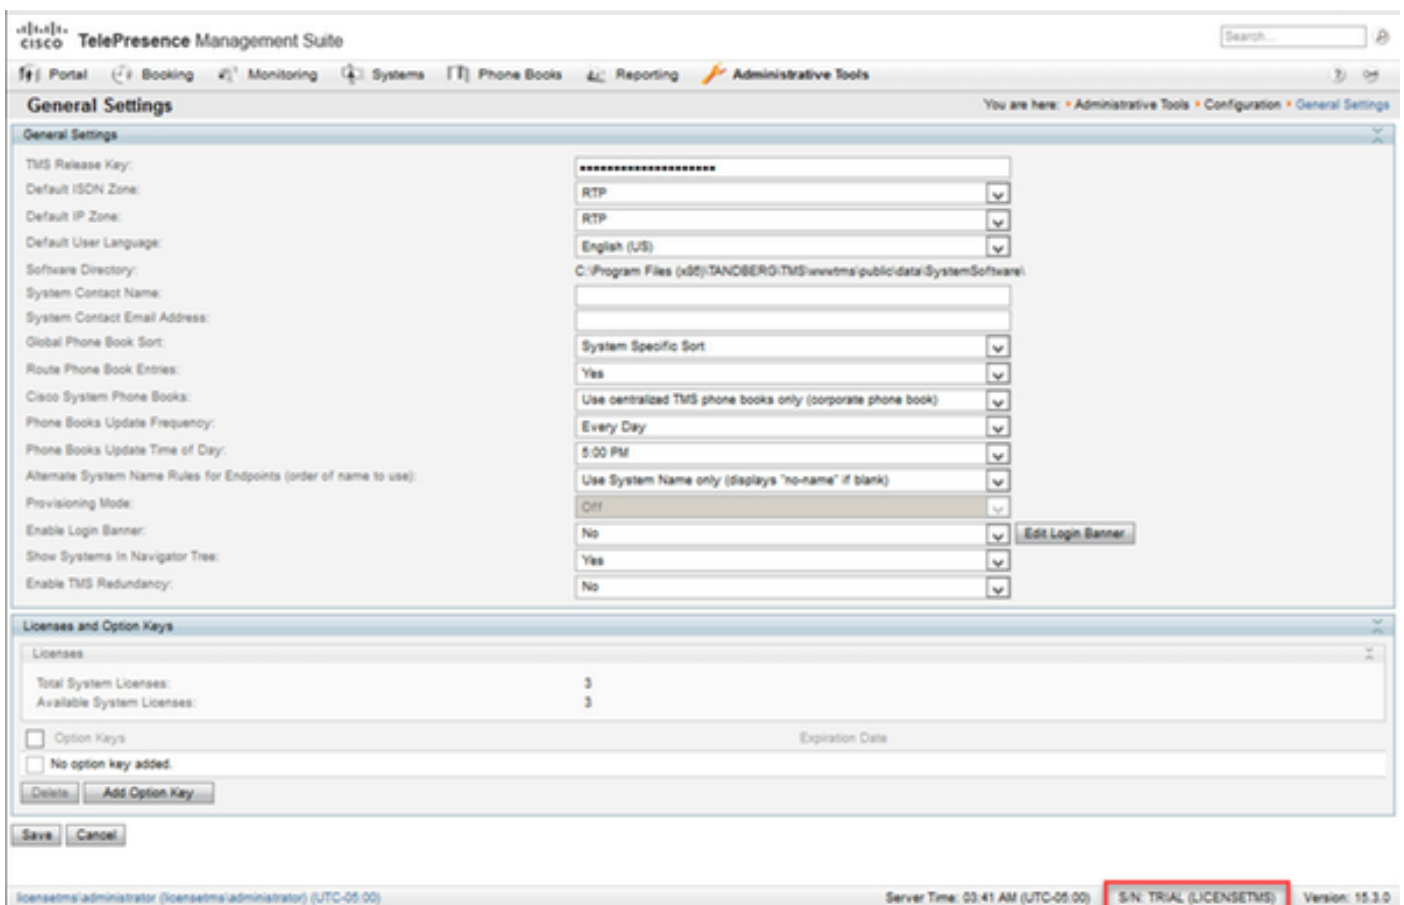 cisco TelePresence Management Suite
Search...
Portal Booking Monitoring Systems Phone Books Reporting Administrative Tools
General Settings
You are here: Administrative Tools Configuration General Settings
General Settings
TMS Release Key: ••••••••••••••••••••
Default ISDN Zone: RTP
Default IP Zone: RTP
Default User Language: English (US)
Software Directory: C:\Program Files (x86)\TANDBERG\TMS\wwwtms\public\data\SystemSoftware\
System Contact Name:
System Contact Email Address:
Global Phone Book Sort: System Specific Sort
Route Phone Book Entries: Yes
Cisco System Phone Books: Use centralized TMS phone books only (corporate phone book)
Phone Books Update Frequency: Every Day
Phone Books Update Time of Day: 5:00 PM
Alternate System Name Rules for Endpoints (order of name to use): Use System Name only (displays "no-name" if blank)
Provisioning Mode: Off
Enable Login Banner: No Edit Login Banner
Show Systems In Navigator Tree: Yes
Enable TMS Redundancy: No
Licenses and Option Keys
Licenses
Total System Licenses: 3
Available System Licenses: 3
Option Keys Expiration Date
No option key added.
Delete Add Option Key
Save Cancel
licensetms\administrator (licensetms\administrator) (UTC-05:00) Server Time: 03:41 AM (UTC-05:00) S/N: TRIAL (LICENSETMS) Version: 15.3.0